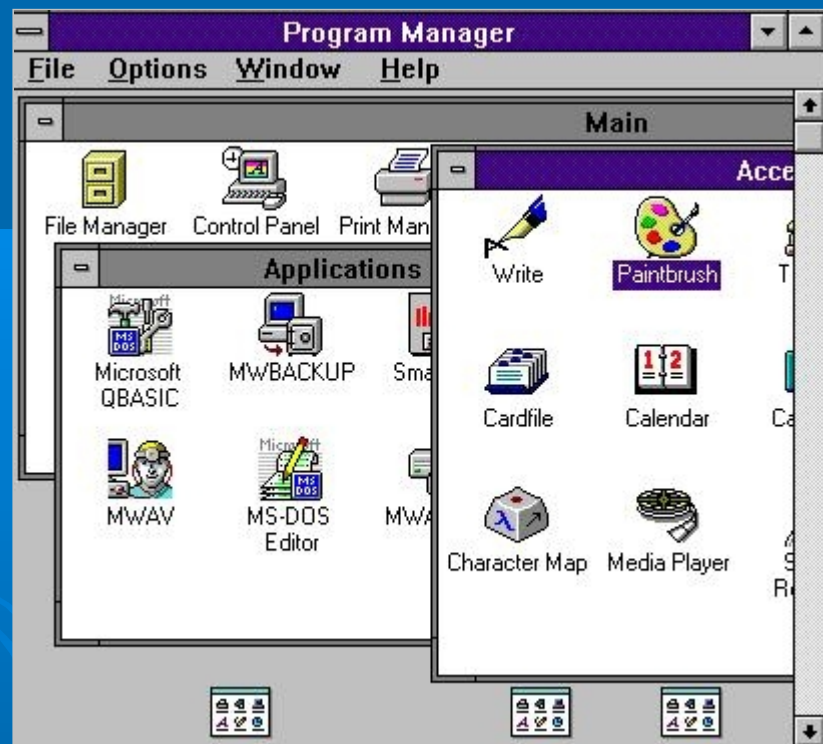 Program Manager
File Options Window Help
Main
File Manager Control Panel Print Man
Acce
Write Paintbrush T
Applications
Microsoft
QBASIC
MWBACKUP Sma
Cardfile Calendar Ca
MWAV
MS-DOS
Editor
MWA
Character Map Media Player S
R